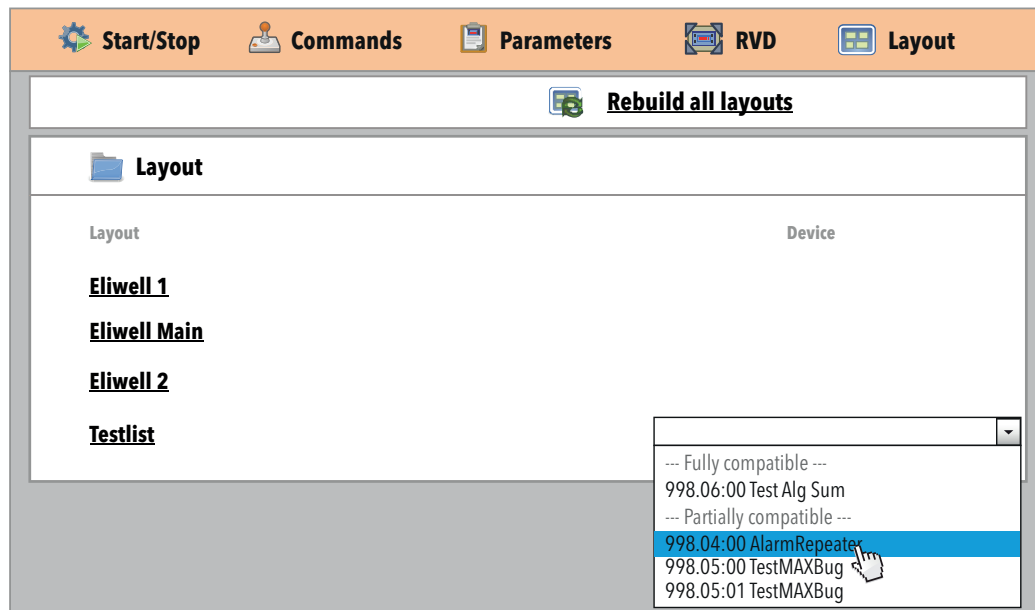 Start/Stop Commands Parameters RVD Layout
Rebuild all layouts
Layout
Layout Device
Eliwell 1
Eliwell Main
Eliwell 2
Testlist
--- Fully compatible ---
998.06:00 Test Alg Sum
--- Partially compatible ---
998.04:00 AlarmRepeater
998.05:00 TestMAXBug
998.05:01 TestMAXBug